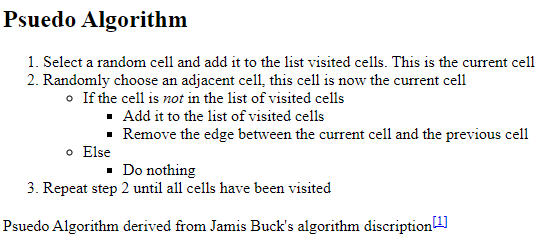 Psuedo Algorithm
1. Select a random cell and add it to the list visited cells. This is the current cell
2. Randomly choose an adjacent cell, this cell is now the current cell
○ If the cell is not in the list of visited cells
■ Add it to the list of visited cells
■ Remove the edge between the current cell and the previous cell
○ Else
■ Do nothing
3. Repeat step 2 until all cells have been visited
Psuedo Algorithm derived from Jamis Buck's algorithm discription[1]